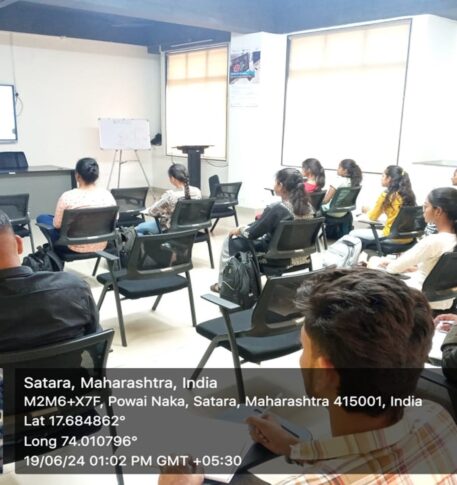 Satara, Maharashtra, India
M2M6+X7F, Powai Naka, Satara, Maharashtra 415001, India
Lat 17.684862°
Long 74.010796°
19/06/24 01:02 PM GMT +05:30